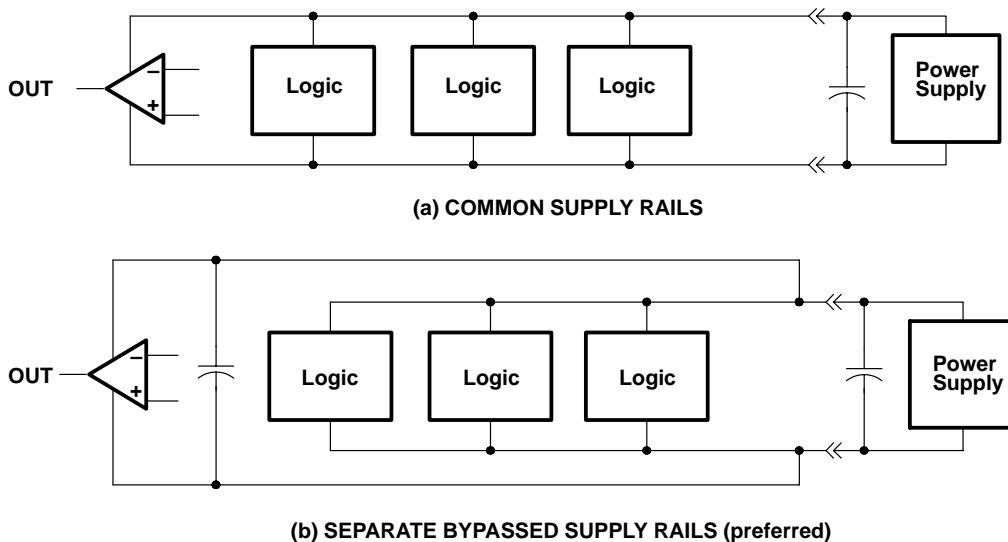 OUT
−
+
Logic
Logic
Logic
Power
Supply
(a) COMMON SUPPLY RAILS
OUT
−
+
Logic
Logic
Logic
Power
Supply
(b) SEPARATE BYPASSED SUPPLY RAILS (preferred)